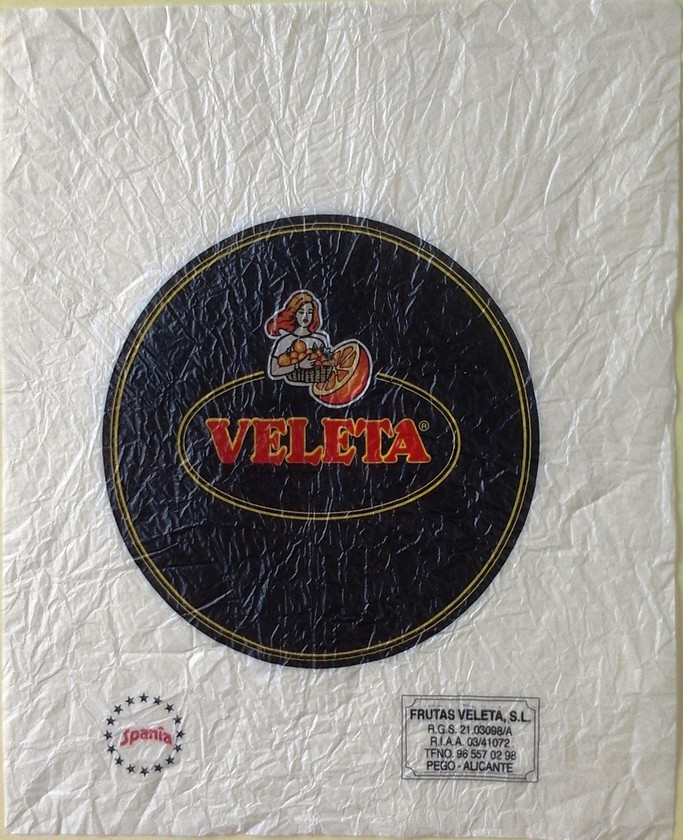 VELETA®
Spania
FRUTAS VELETA, S.L.
R.G.S. 21.03098/A
R.I.A.A. 03/41072
TFNO. 96 557 02 98
PEGO - ALICANTE